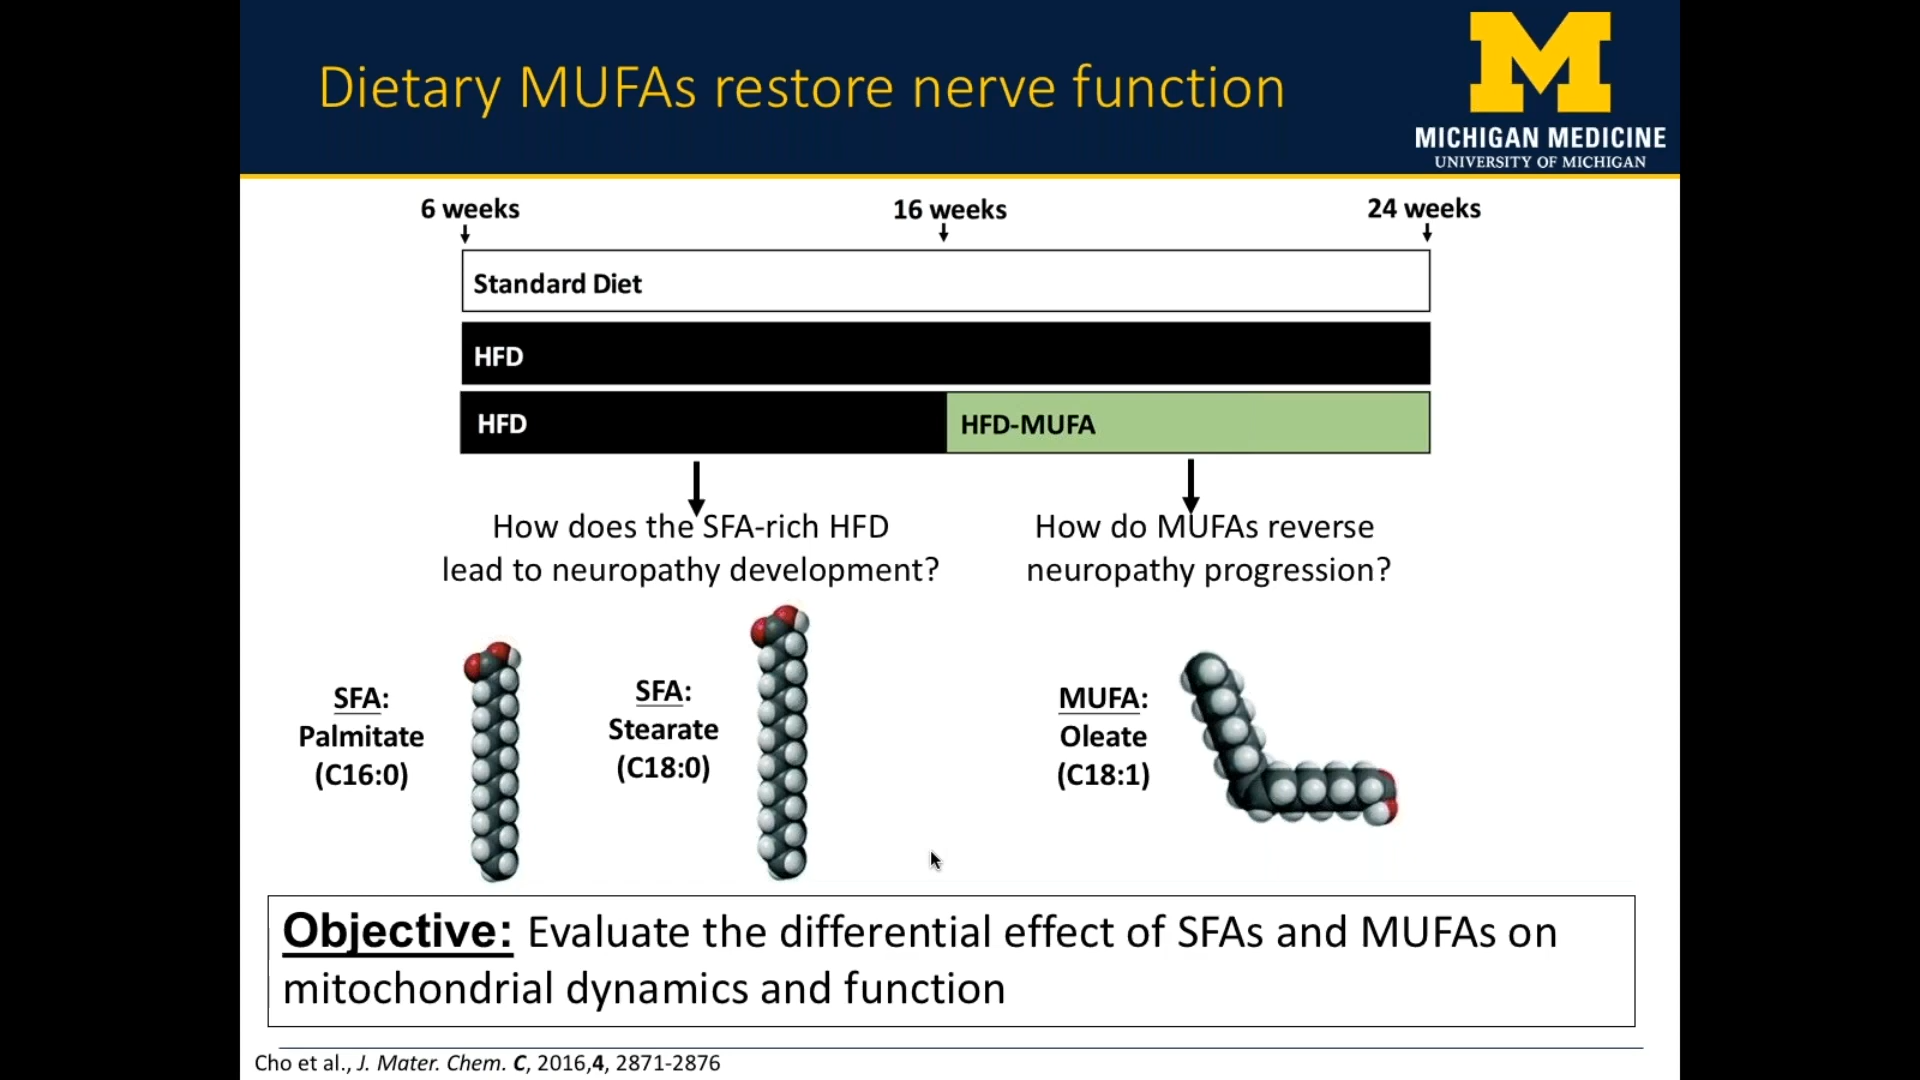 Dietary MUFAs restore nerve function
M
MICHIGAN MEDICINE
UNIVERSITY OF MICHIGAN
6 weeks
16 weeks
24 weeks
Standard Diet
HFD
HFD
HFD-MUFA
How does the SFA-rich HFD
lead to neuropathy development?
How do MUFAs reverse
neuropathy progression?
SFA:
Palmitate
(C16:0)
SFA:
Stearate
(C18:0)
MUFA:
Oleate
(C18:1)
Objective: Evaluate the differential effect of SFAs and MUFAs on
mitochondrial dynamics and function
Cho et al., J. Mater. Chem. C, 2016,4, 2871-2876